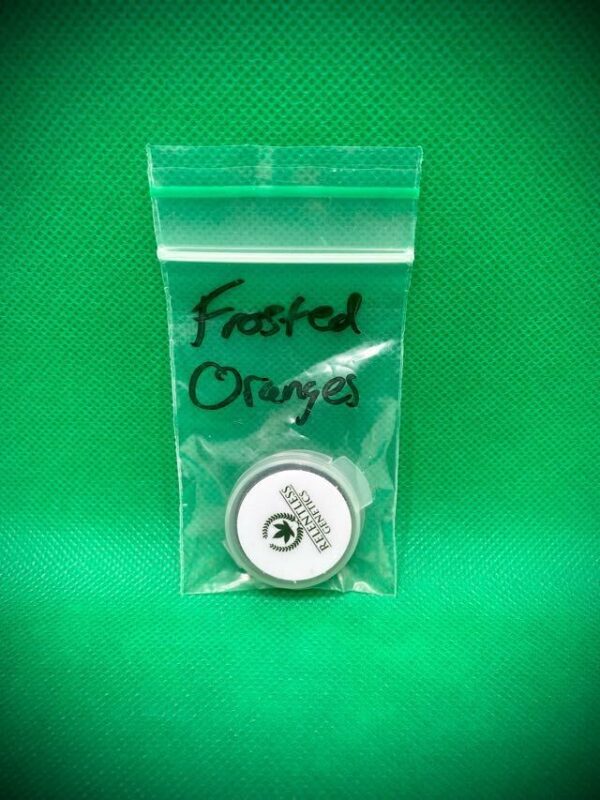 Frosted
Oranges
RELENTLESS
GENETICS